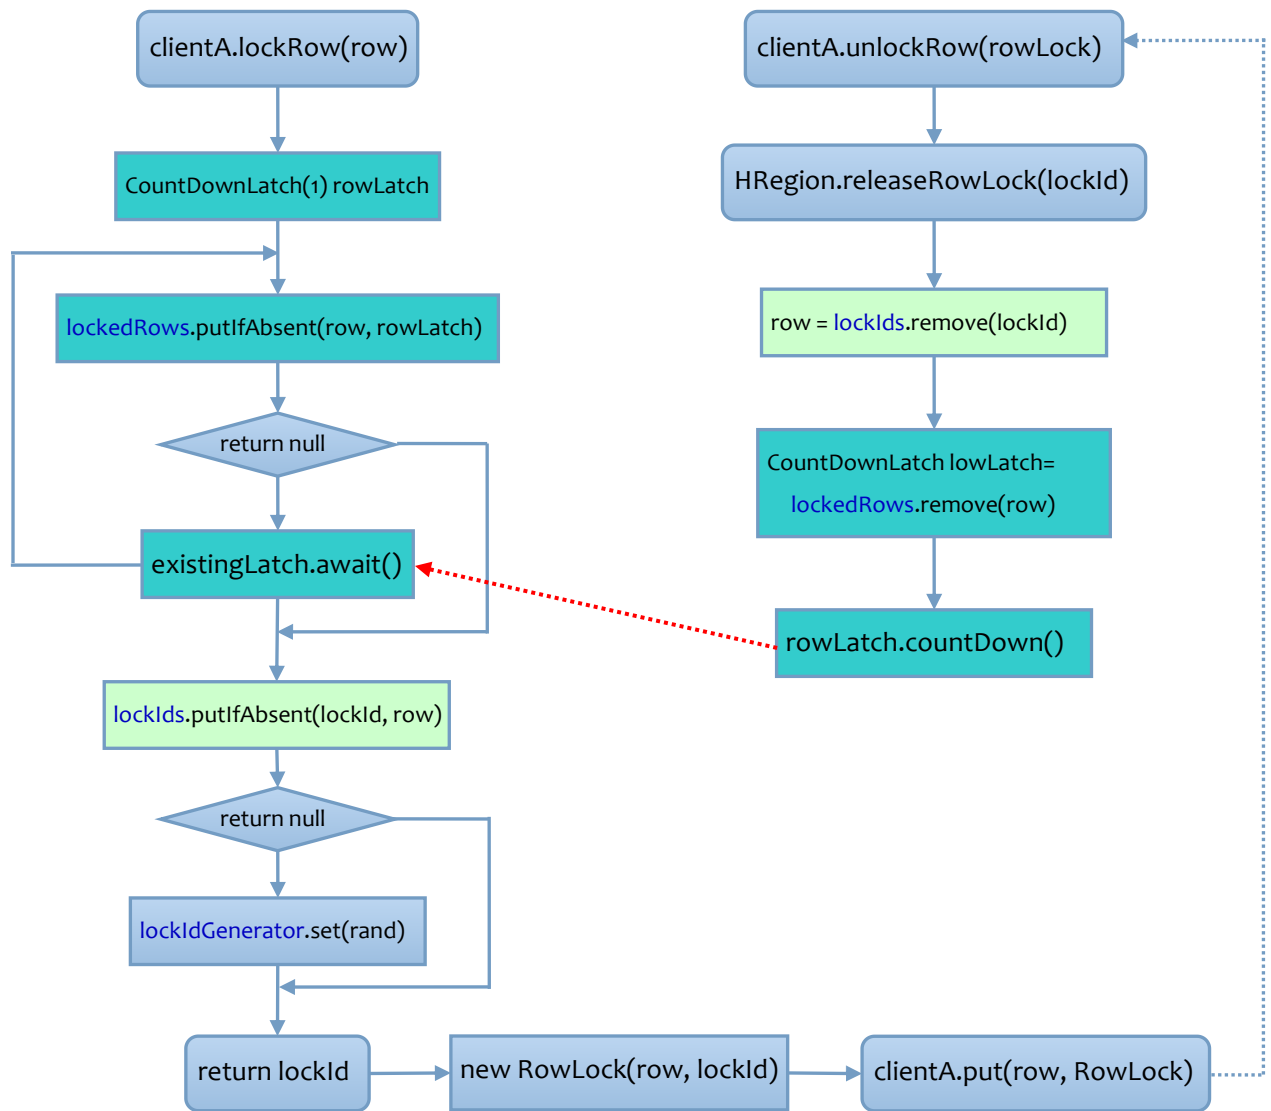 clientA.lockRow(row)
CountDownLatch(1) rowLatch
lockedRows.putIfAbsent(row, rowLatch)
return null
existingLatch.await()
lockIds.putIfAbsent(lockId, row)
return null
lockIdGenerator.set(rand)
return lockId
new RowLock(row, lockId)
clientA.put(row, RowLock)
clientA.unlockRow(rowLock)
HRegion.releaseRowLock(lockId)
row = lockIds.remove(lockId)
CountDownLatch lowLatch=
lockedRows.remove(row)
rowLatch.countDown()